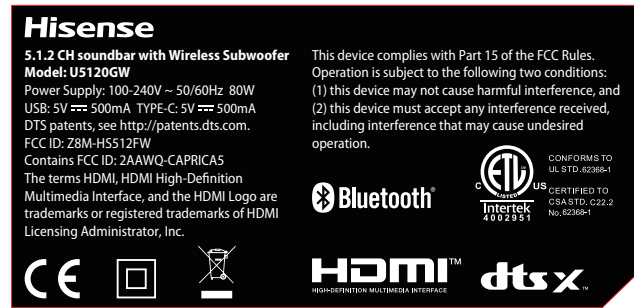 Hisense
5.1.2 CH soundbar with Wireless Subwoofer
Model: U5120GW
Power Supply: 100-240V ~ 50/60Hz 80W
USB: 5V ⎓ 500mA TYPE-C: 5V ⎓ 500mA
DTS patents, see http://patents.dts.com.
FCC ID: Z8M-HS512FW
Contains FCC ID: 2AAWQ-CAPRICA5
The terms HDMI, HDMI High-Definition
Multimedia Interface, and the HDMI Logo are
trademarks or registered trademarks of HDMI
Licensing Administrator, Inc.
CE
This device complies with Part 15 of the FCC Rules.
Operation is subject to the following two conditions:
(1) this device may not cause harmful interference, and
(2) this device must accept any interference received,
including interference that may cause undesired
operation.
Bluetooth®
C ETL US
LISTED
Intertek
4002951
CONFORMS TO
UL STD.62368-1
CERTIFIED TO
CSA STD. C22.2
No.62368-1
HDMI™
HIGH-DEFINITION MULTIMEDIA INTERFACE
dts X™